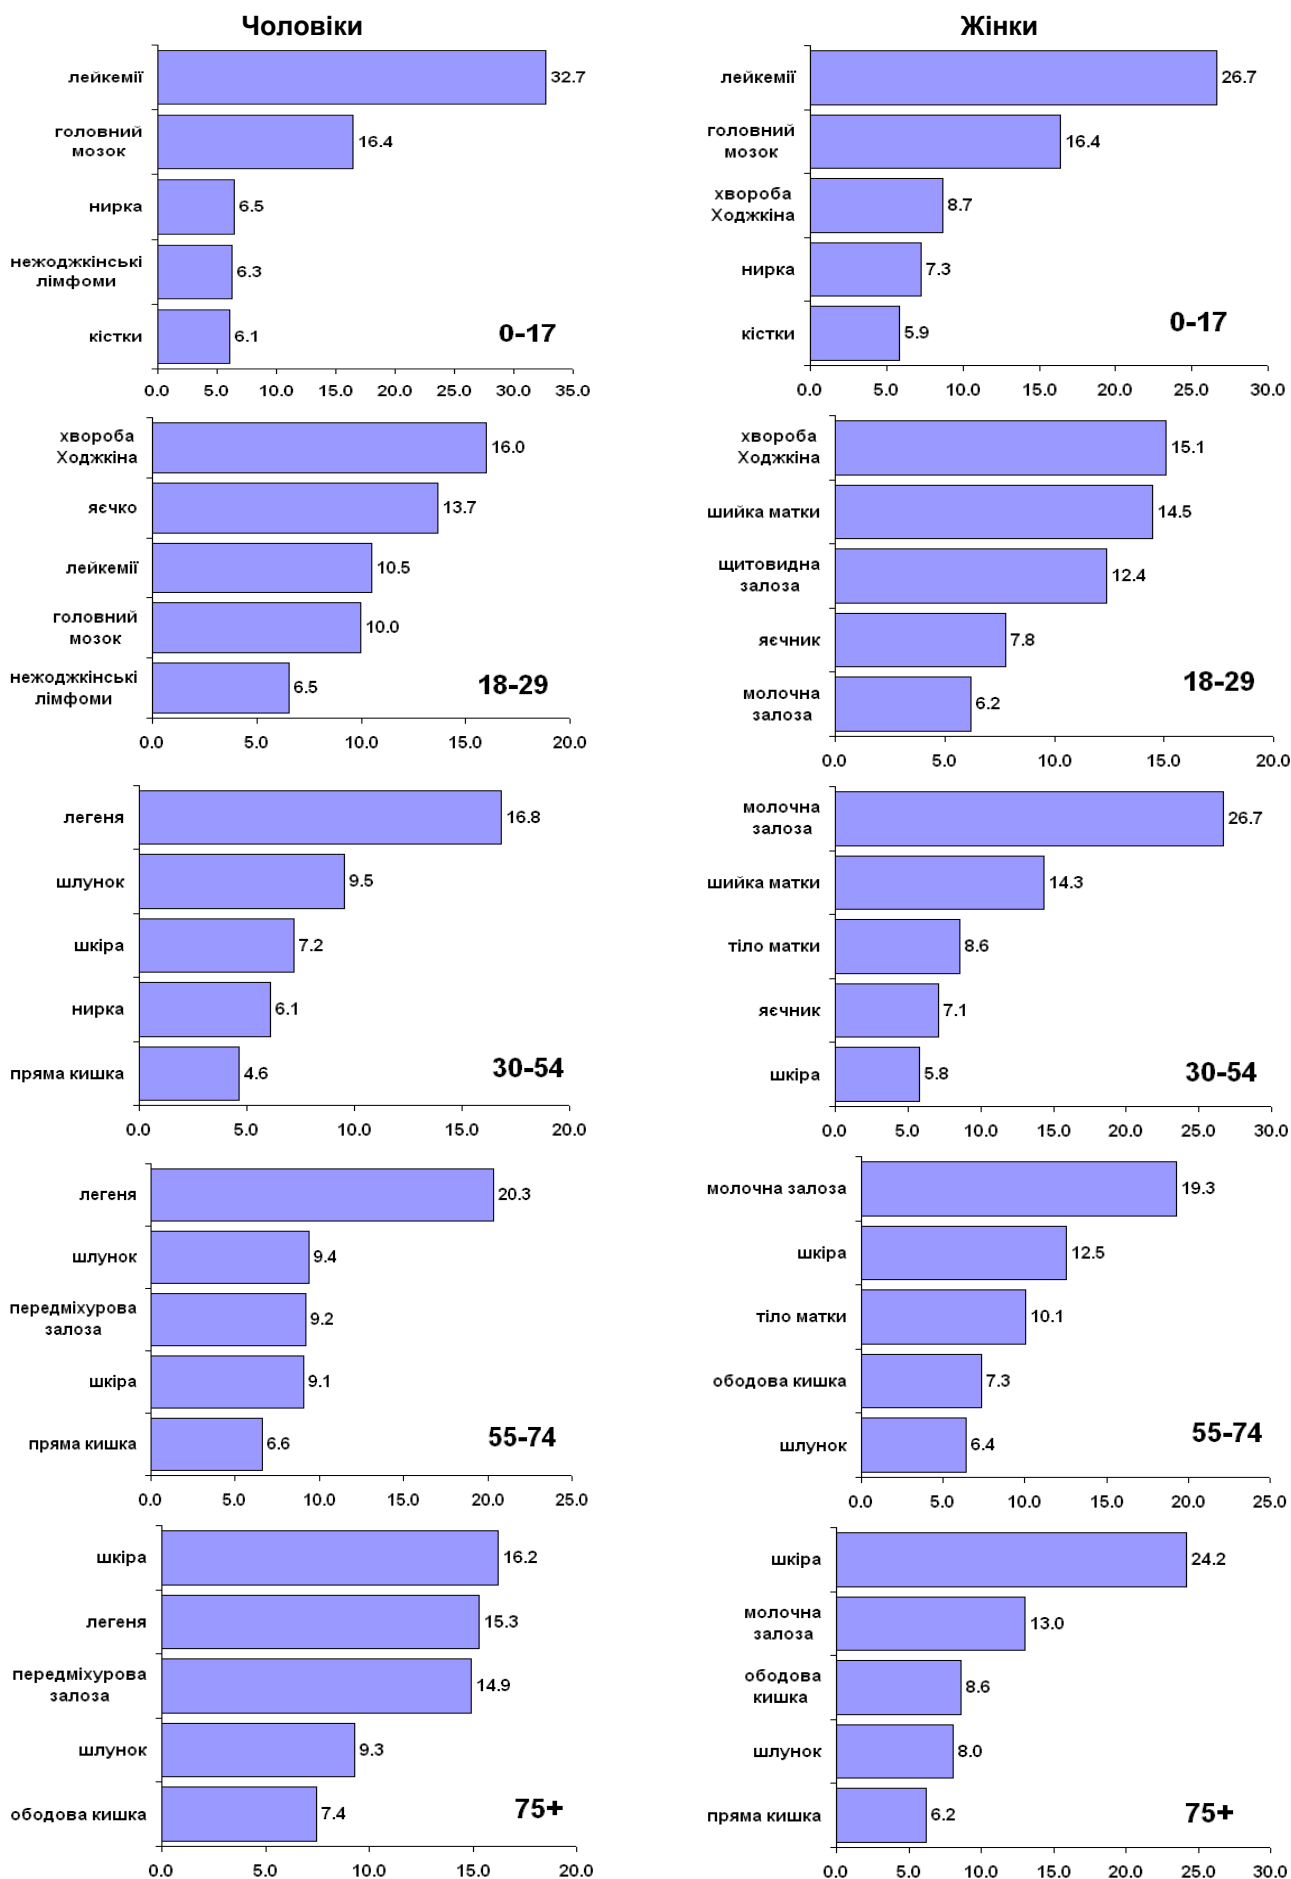 Чоловіки
лейкемії
32.7
головний
мозок
16.4
нирка
6.5
нежоджкінські
лімфоми
6.3
кістки
6.1
0-17
0.0 5.0 10.0 15.0 20.0 25.0 30.0 35.0
хвороба
Ходжкіна
16.0
яєчко
13.7
лейкемії
10.5
головний
мозок
10.0
нежоджкінські
лімфоми
6.5
18-29
0.0 5.0 10.0 15.0 20.0
легеня
16.8
шлунок
9.5
шкіра
7.2
нирка
6.1
пряма кишка
4.6
30-54
0.0 5.0 10.0 15.0 20.0
легеня
20.3
шлунок
9.4
передміхурова
залоза
9.2
шкіра
9.1
пряма кишка
6.6
55-74
0.0 5.0 10.0 15.0 20.0 25.0
шкіра
16.2
легеня
15.3
передміхурова
залоза
14.9
шлунок
9.3
ободова кишка
7.4
75+
0.0 5.0 10.0 15.0 20.0
Жінки
лейкемії
26.7
головний
мозок
16.4
хвороба
Ходжкіна
8.7
нирка
7.3
кістки
5.9
0-17
0.0 5.0 10.0 15.0 20.0 25.0 30.0
хвороба
Ходжкіна
15.1
шийка матки
14.5
щитовидна
залоза
12.4
яєчник
7.8
молочна
залоза
6.2
18-29
0.0 5.0 10.0 15.0 20.0
молочна
залоза
26.7
шийка матки
14.3
тіло матки
8.6
яєчник
7.1
шкіра
5.8
30-54
0.0 5.0 10.0 15.0 20.0 25.0 30.0
молочна залоза
19.3
шкіра
12.5
тіло матки
10.1
ободова кишка
7.3
шлунок
6.4
55-74
0.0 5.0 10.0 15.0 20.0 25.0
шкіра
24.2
молочна
залоза
13.0
ободова
кишка
8.6
шлунок
8.0
пряма кишка
6.2
75+
0.0 5.0 10.0 15.0 20.0 25.0 30.0